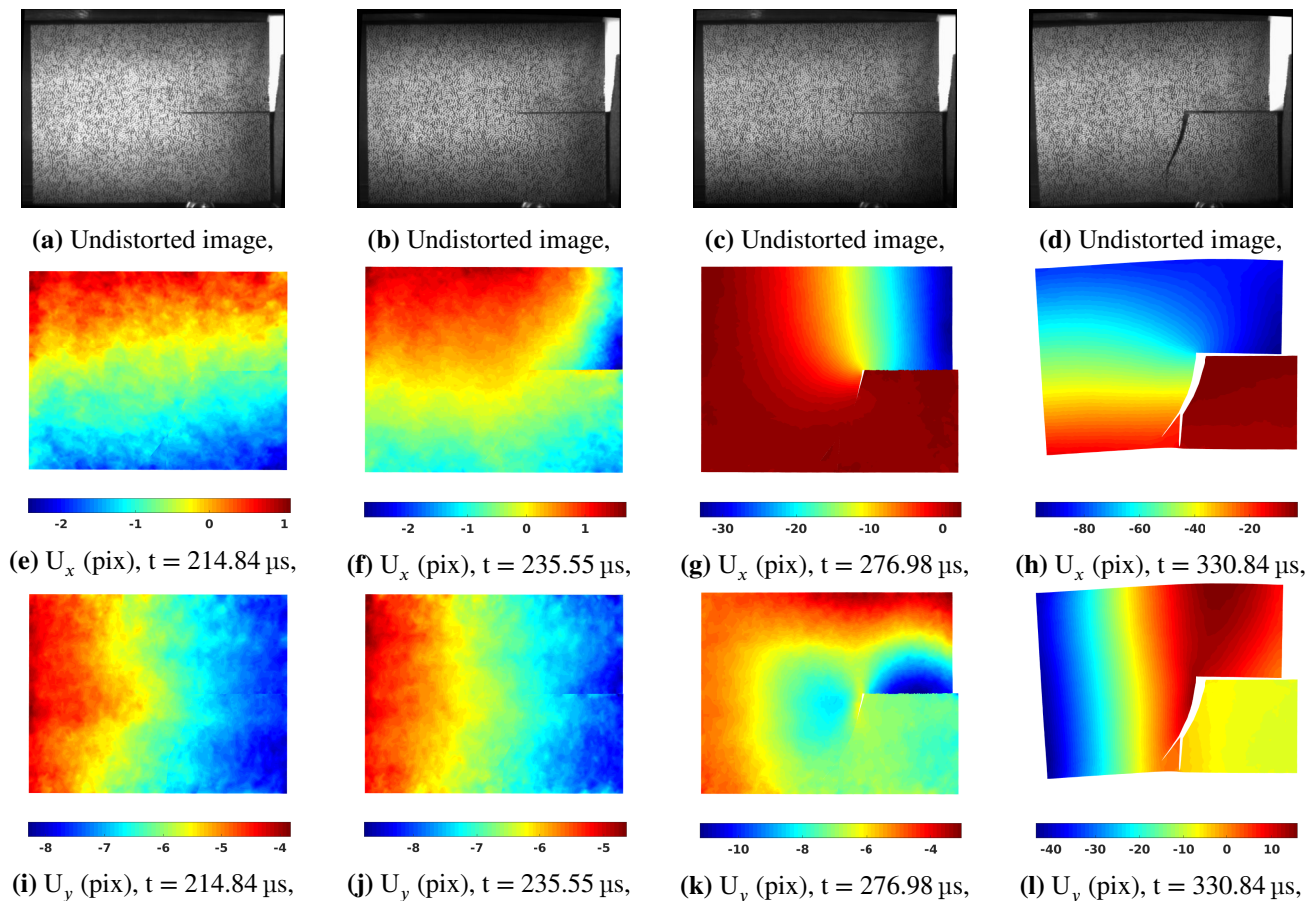 (a) Undistorted image,
(b) Undistorted image,
(c) Undistorted image,
(d) Undistorted image,
-2 -1 0 1
-2 -1 0 1
-30 -20 -10 0
-80 -60 -40 -20
(e) Uₓ (pix), t = 214.84 µs,
(f) Uₓ (pix), t = 235.55 µs,
(g) Uₓ (pix), t = 276.98 µs,
(h) Uₓ (pix), t = 330.84 µs,
-8 -7 -6 -5 -4
-8 -7 -6 -5
-10 -8 -6 -4
-40 -30 -20 -10 0 10
(i) U_y (pix), t = 214.84 µs,
(j) U_y (pix), t = 235.55 µs,
(k) U_y (pix), t = 276.98 µs,
(l) U_y (pix), t = 330.84 µs,